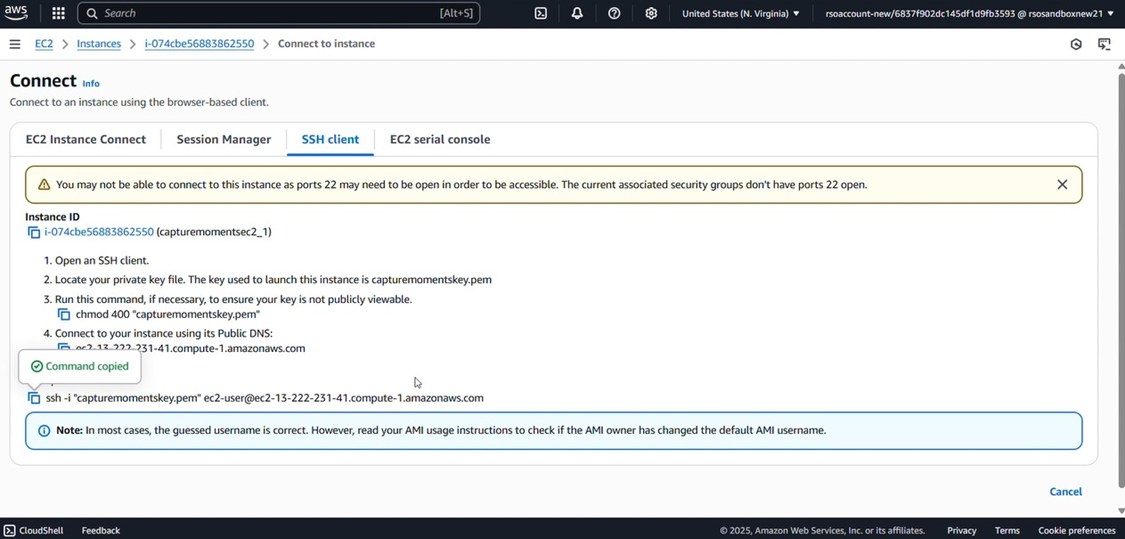 aws
Search [Alt+S] United States (N. Virginia) rsoaccount-new/6837f902dc145df1d9fb3593 @ rsosandboxnew21
EC2 Instances i-074cbe56883862550 Connect to instance
Connect Info
Connect to an instance using the browser-based client.
EC2 Instance Connect Session Manager SSH client EC2 serial console
You may not be able to connect to this instance as ports 22 may need to be open in order to be accessible. The current associated security groups don't have ports 22 open.
Instance ID
i-074cbe56883862550 (capturemomentsec2_1)
1. Open an SSH client.
2. Locate your private key file. The key used to launch this instance is capturemomentskey.pem
3. Run this command, if necessary, to ensure your key is not publicly viewable.
chmod 400 "capturemomentskey.pem"
4. Connect to your instance using its Public DNS:
ec2-13-222-231-41.compute-1.amazonaws.com
Command copied
ssh -i "capturemomentskey.pem" ec2-user@ec2-13-222-231-41.compute-1.amazonaws.com
Note: In most cases, the guessed username is correct. However, read your AMI usage instructions to check if the AMI owner has changed the default AMI username.
Cancel
CloudShell Feedback © 2025, Amazon Web Services, Inc. or its affiliates. Privacy Terms Cookie preferences